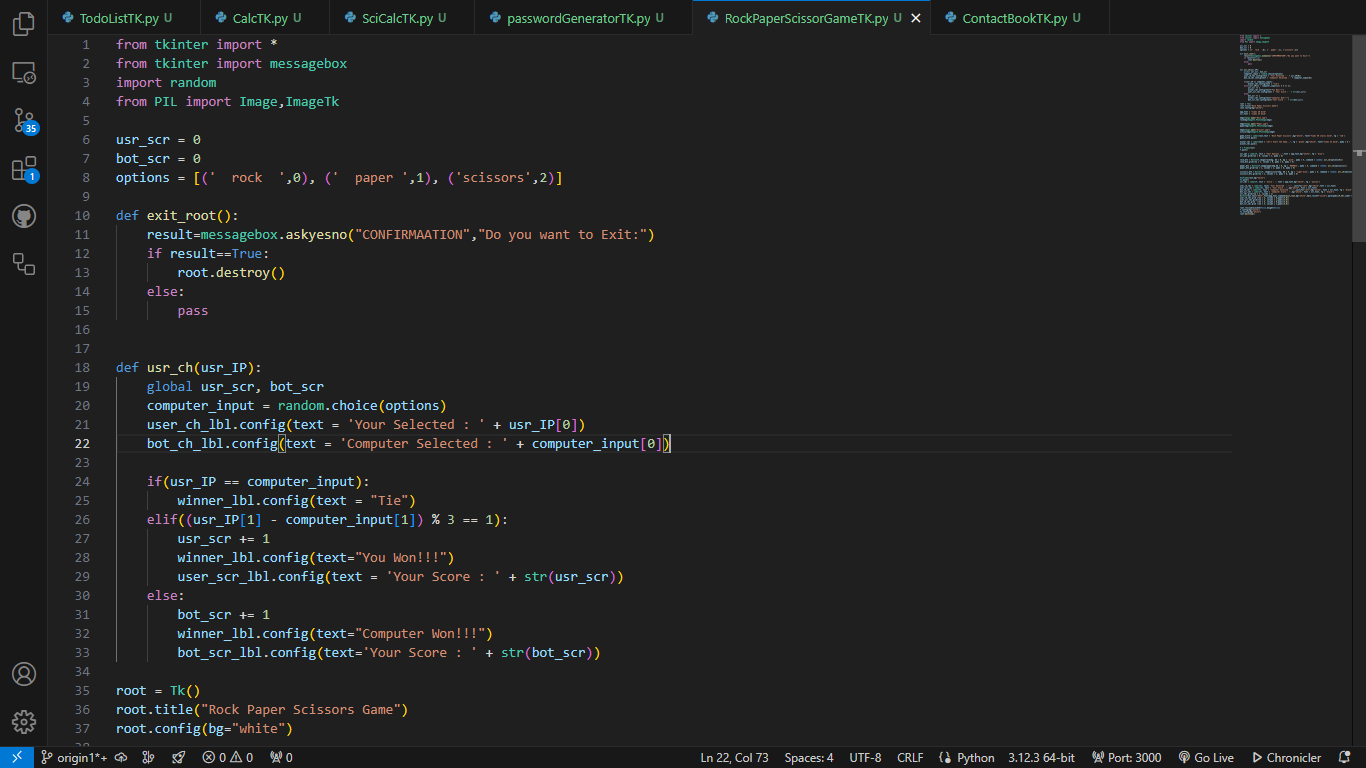 TodoListTK.py U CalcTK.py U SciCalcTK.py U passwordGeneratorTK.py U RockPaperScissorGameTK.py U ContactBookTK.py U
1 from tkinter import *
2 from tkinter import messagebox
3 import random
4 from PIL import Image,ImageTk
5
6 usr_scr = 0
7 bot_scr = 0
8 options = [('  rock  ',0), ('  paper ',1), ('scissors',2)]
9
10 def exit_root():
11     result=messagebox.askyesno("CONFIRMAATION","Do you want to Exit:")
12     if result==True:
13         root.destroy()
14     else:
15         pass
16
17
18 def usr_ch(usr_IP):
19     global usr_scr, bot_scr
20     computer_input = random.choice(options)
21     user_ch_lbl.config(text = 'Your Selected : ' + usr_IP[0])
22     bot_ch_lbl.config(text = 'Computer Selected : ' + computer_input[0])
23
24     if(usr_IP == computer_input):
25         winner_lbl.config(text = "Tie")
26     elif((usr_IP[1] - computer_input[1]) % 3 == 1):
27         usr_scr += 1
28         winner_lbl.config(text="You Won!!!")
29         user_scr_lbl.config(text = 'Your Score : ' + str(usr_scr))
30     else:
31         bot_scr += 1
32         winner_lbl.config(text="Computer Won!!!")
33         bot_scr_lbl.config(text='Your Score : ' + str(bot_scr))
34
35 root = Tk()
36 root.title("Rock Paper Scissors Game")
37 root.config(bg="white")
35
1
origin1*+ 0 0 0 Ln 22, Col 73 Spaces: 4 UTF-8 CRLF Python 3.12.3 64-bit Port: 3000 Go Live Chronicler